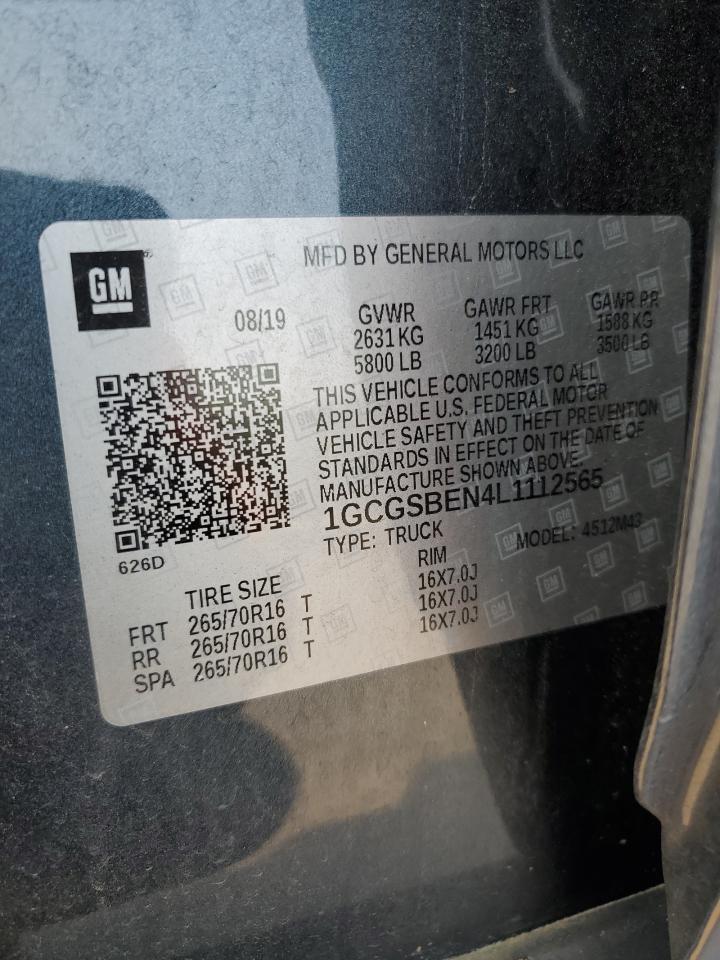 GM
MFD BY GENERAL MOTORS LLC
08/19
GVWR GAWR FRT GAWR RR
2631 KG 1451 KG 1588 KG
5800 LB 3200 LB 3500 LB
THIS VEHICLE CONFORMS TO ALL
APPLICABLE U.S. FEDERAL MOTOR
VEHICLE SAFETY AND THEFT PREVENTION
STANDARDS IN EFFECT ON THE DATE OF
MANUFACTURE SHOWN ABOVE.
1GCGSBEN4L1112565
TYPE: TRUCK MODEL: 4512M43
626D
TIRE SIZE RIM
FRT 265/70R16 T 16X7.0J
RR 265/70R16 T 16X7.0J
SPA 265/70R16 T 16X7.0J